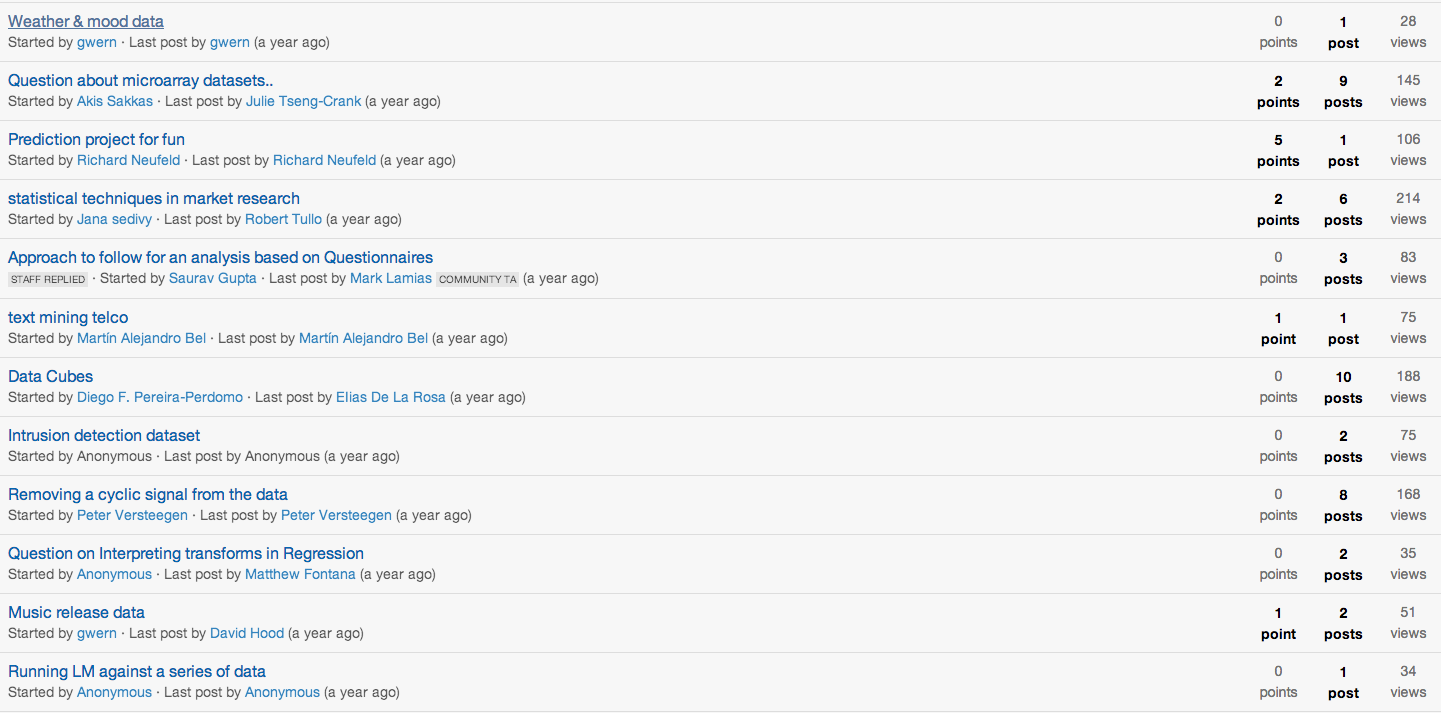 Weather & mood data 0 1 28
Started by gwern · Last post by gwern (a year ago) points post views
Question about microarray datasets.. 2 9 145
Started by Akis Sakkas · Last post by Julie Tseng-Crank (a year ago) points posts views
Prediction project for fun 5 1 106
Started by Richard Neufeld · Last post by Richard Neufeld (a year ago) points post views
statistical techniques in market research 2 6 214
Started by Jana sedivy · Last post by Robert Tullo (a year ago) points posts views
Approach to follow for an analysis based on Questionnaires 0 3 83
STAFF REPLIED · Started by Saurav Gupta · Last post by Mark Lamias COMMUNITY TA (a year ago) points posts views
text mining telco 1 1 75
Started by Martín Alejandro Bel · Last post by Martín Alejandro Bel (a year ago) point post views
Data Cubes 0 10 188
Started by Diego F. Pereira-Perdomo · Last post by Elias De La Rosa (a year ago) points posts views
Intrusion detection dataset 0 2 75
Started by Anonymous · Last post by Anonymous (a year ago) points posts views
Removing a cyclic signal from the data 0 8 168
Started by Peter Versteegen · Last post by Peter Versteegen (a year ago) points posts views
Question on Interpreting transforms in Regression 0 2 35
Started by Anonymous · Last post by Matthew Fontana (a year ago) points posts views
Music release data 1 2 51
Started by gwern · Last post by David Hood (a year ago) point posts views
Running LM against a series of data 0 1 34
Started by Anonymous · Last post by Anonymous (a year ago) points post views